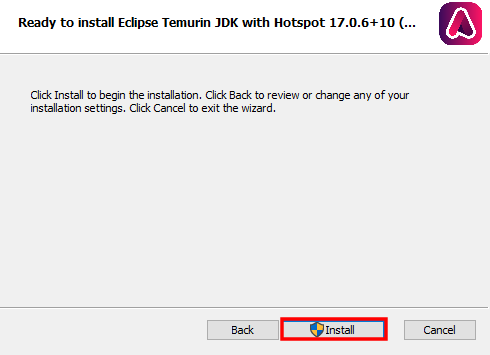 Ready to install Eclipse Temurin JDK with Hotspot 17.0.6+10 (...
Click Install to begin the installation. Click Back to review or change any of your
installation settings. Click Cancel to exit the wizard.
Back
Install
Cancel